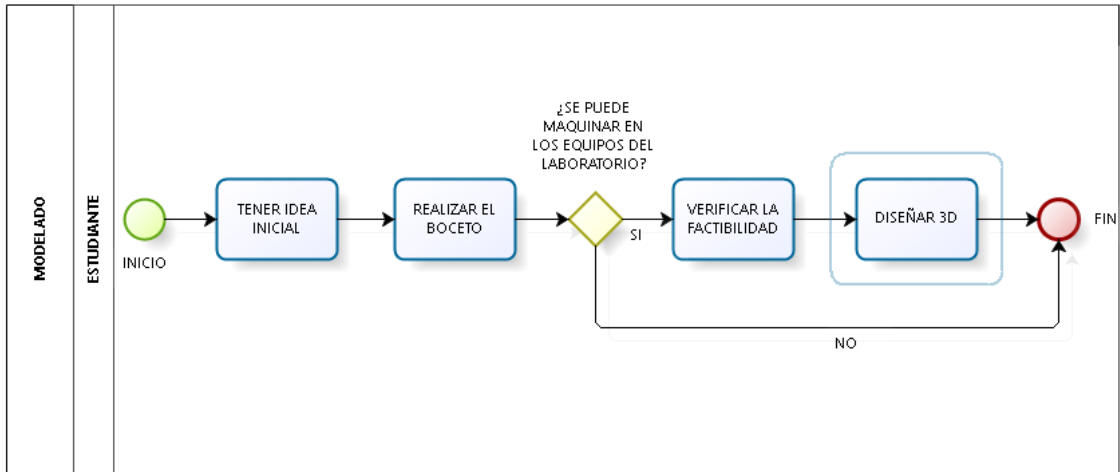 MODELADO
ESTUDIANTE
INICIO
TENER IDEA
INICIAL
REALIZAR EL
BOCETO
¿SE PUEDE
MAQUINAR EN
LOS EQUIPOS DEL
LABORATORIO?
SI
VERIFICAR LA
FACTIBILIDAD
DISEÑAR 3D
FIN
NO